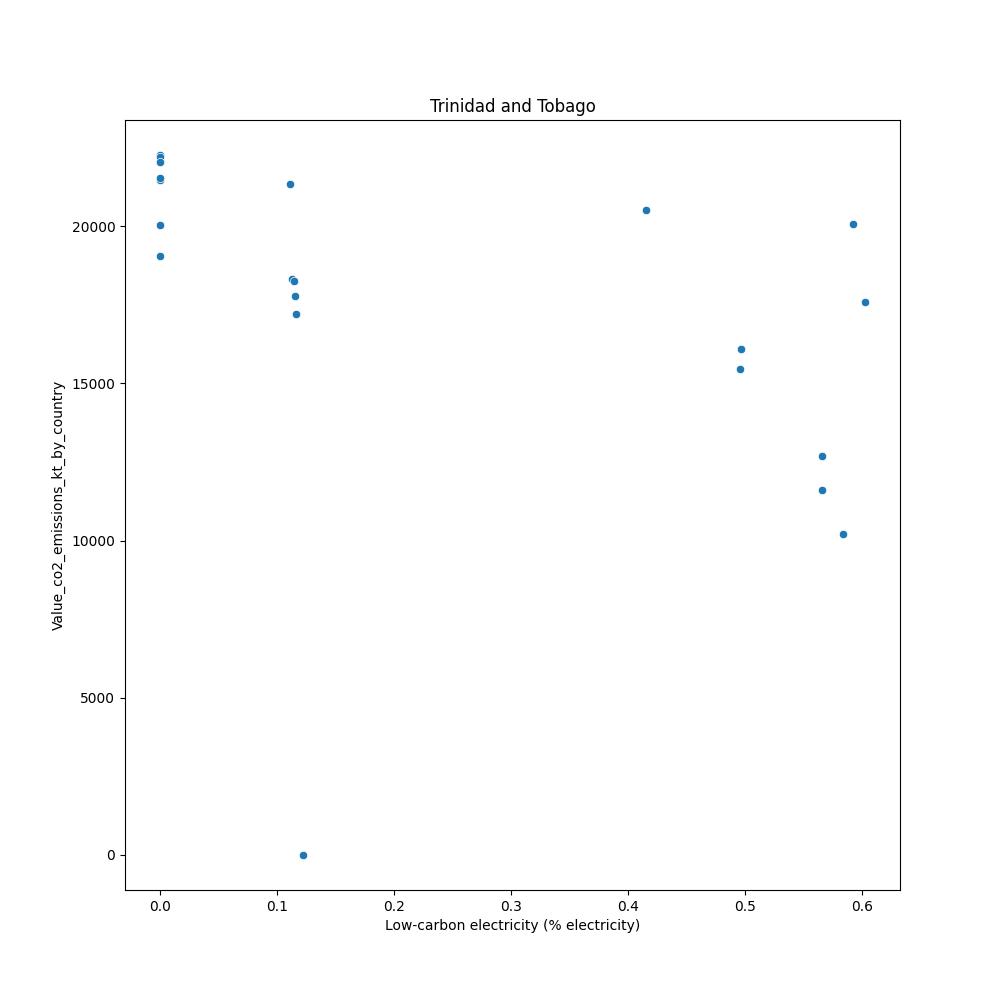 Trinidad and Tobago
Value_co2_emissions_kt_by_country
20000
15000
10000
5000
0
0.0 0.1 0.2 0.3 0.4 0.5 0.6
Low-carbon electricity (% electricity)